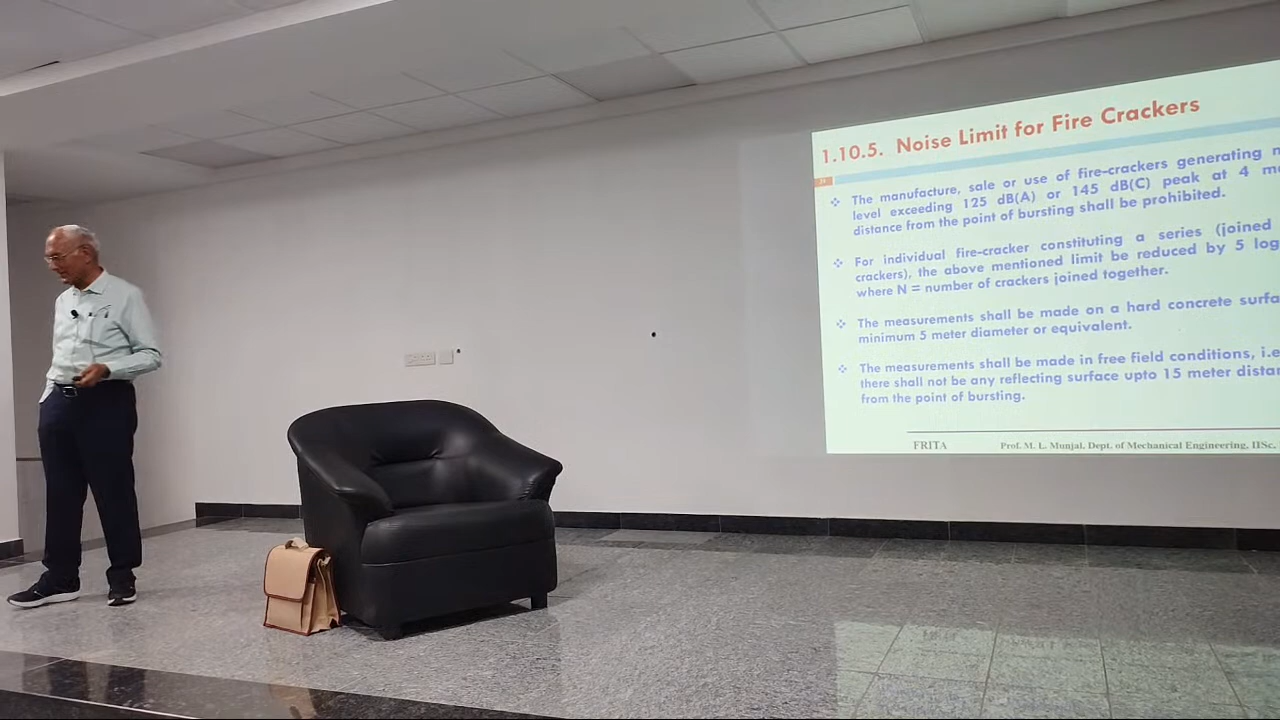 1.10.5. Noise Limit for Fire Crackers
❖ The manufacture, sale or use of fire-crackers generating
level exceeding 125 dB(A) or 145 dB(C) peak at 4
distance from the point of bursting shall be prohibited.
❖ For individual fire-cracker constituting a series (joined
crackers), the above mentioned limit be reduced by 5
where N = number of crackers joined together.
❖ The measurements shall be made on a hard concrete
minimum 5 meter diameter or equivalent.
❖ The measurements shall be made in free field conditions, i.e
there shall not be any reflecting surface upto 15 meter
from the point of bursting.
FRITA
Prof. M. L. Munjal, Dept. of Mechanical Engineering, IISc.